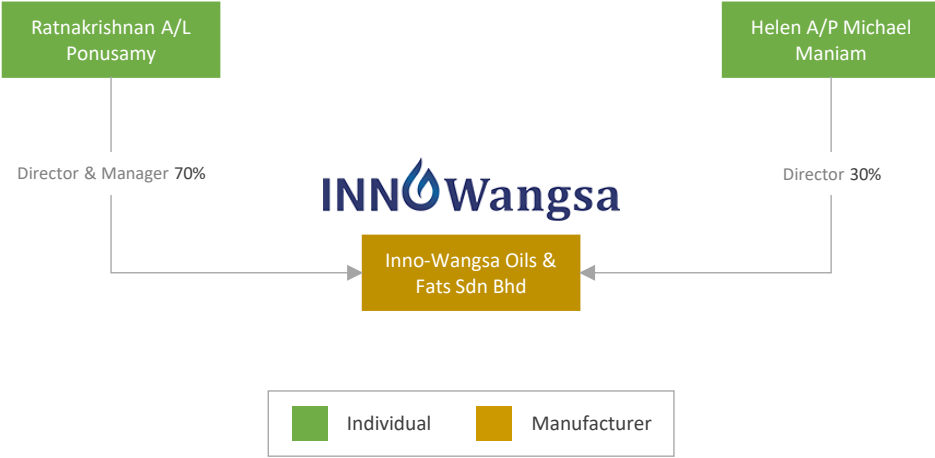 Ratnakrishnan A/L
Ponusamy
Helen A/P Michael
Maniam
Director & Manager 70%
Director 30%
INNOWangsa
Inno-Wangsa Oils &
Fats Sdn Bhd
Individual
Manufacturer